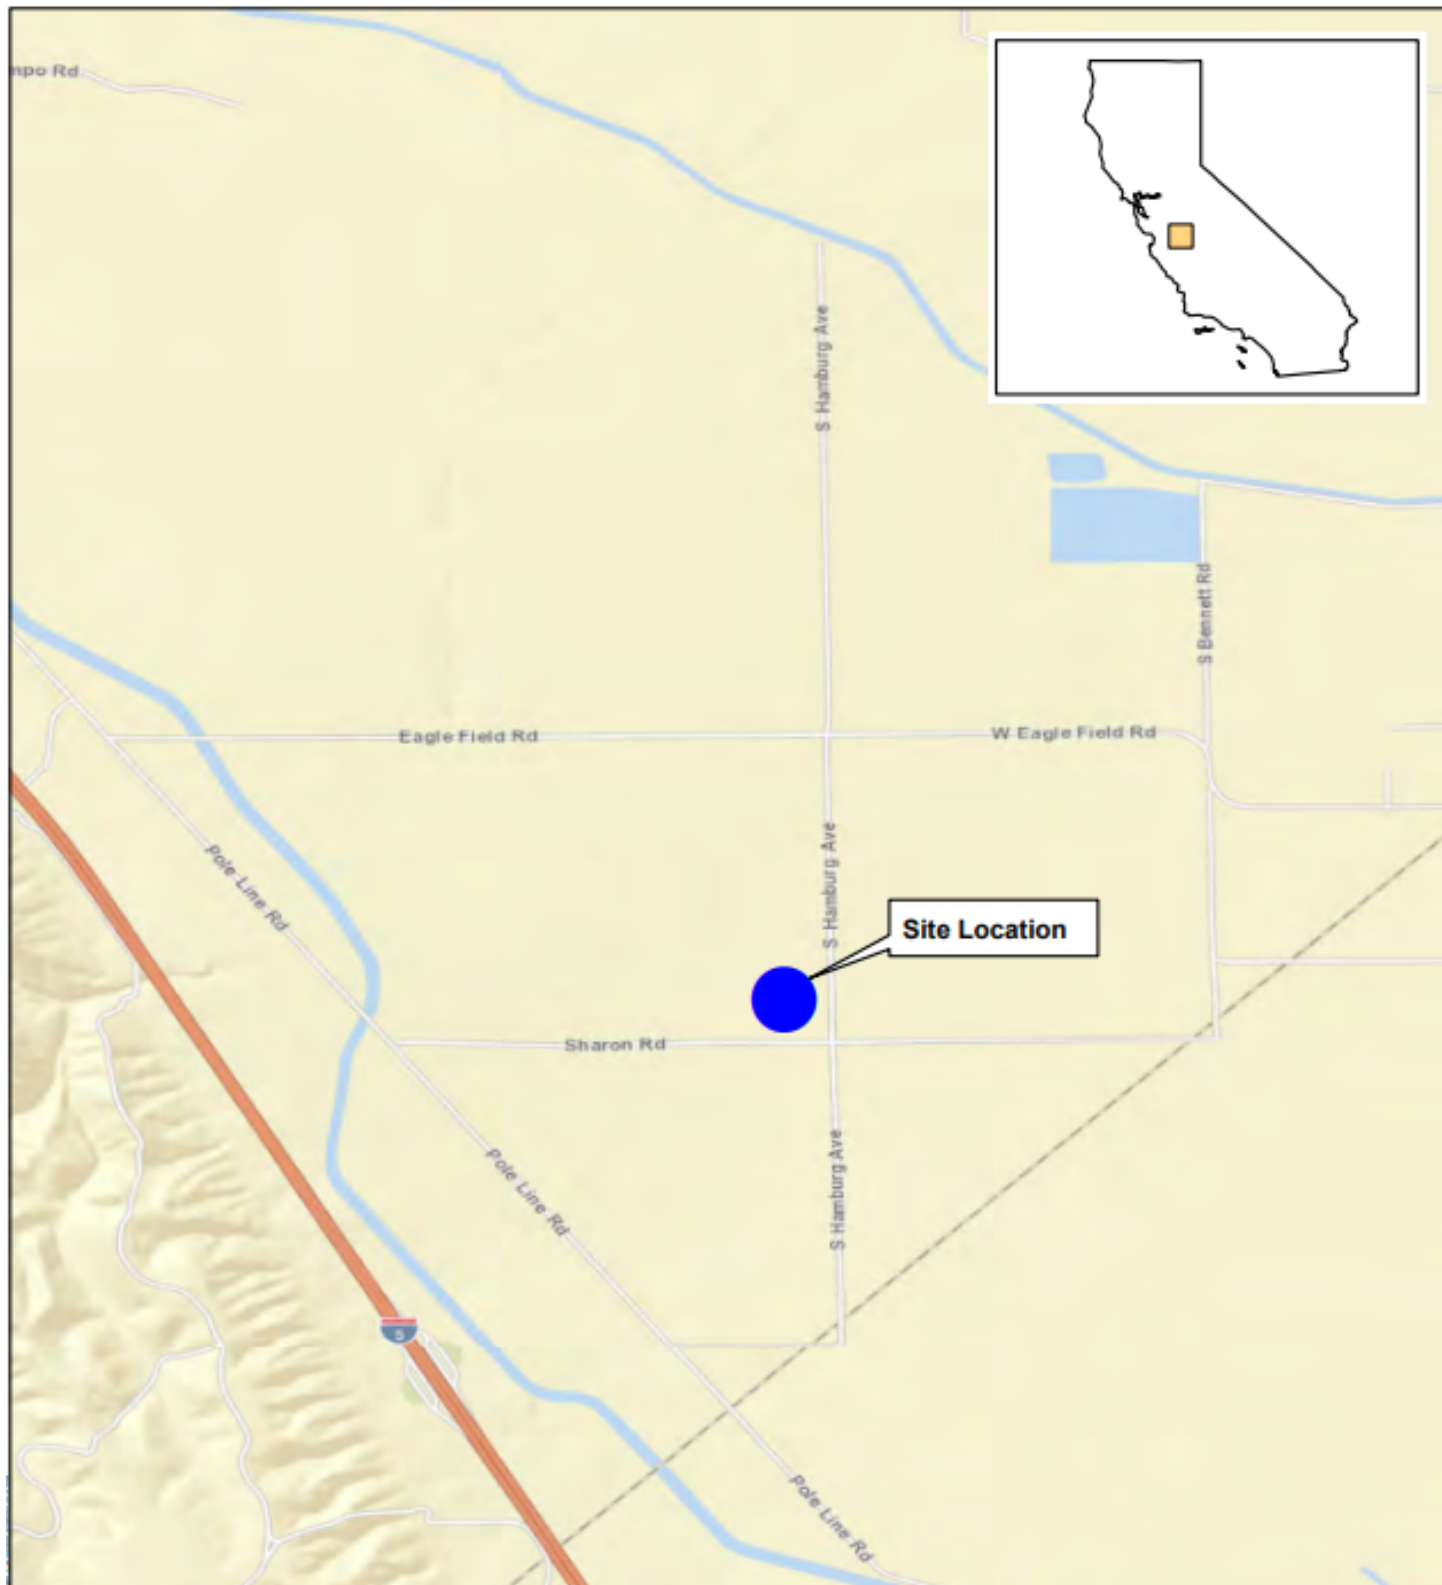 mpo Rd
S Hamburg Ave
S Bennett Rd
Eagle Field Rd
W Eagle Field Rd
Pole Line Rd
S Hamburg Ave
Site Location
Sharon Rd
Pole Line Rd
S Hamburg Ave
5
Pole Line Rd